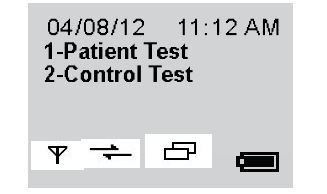 04/08/12 11:12 AM
1-Patient Test
2-Control Test